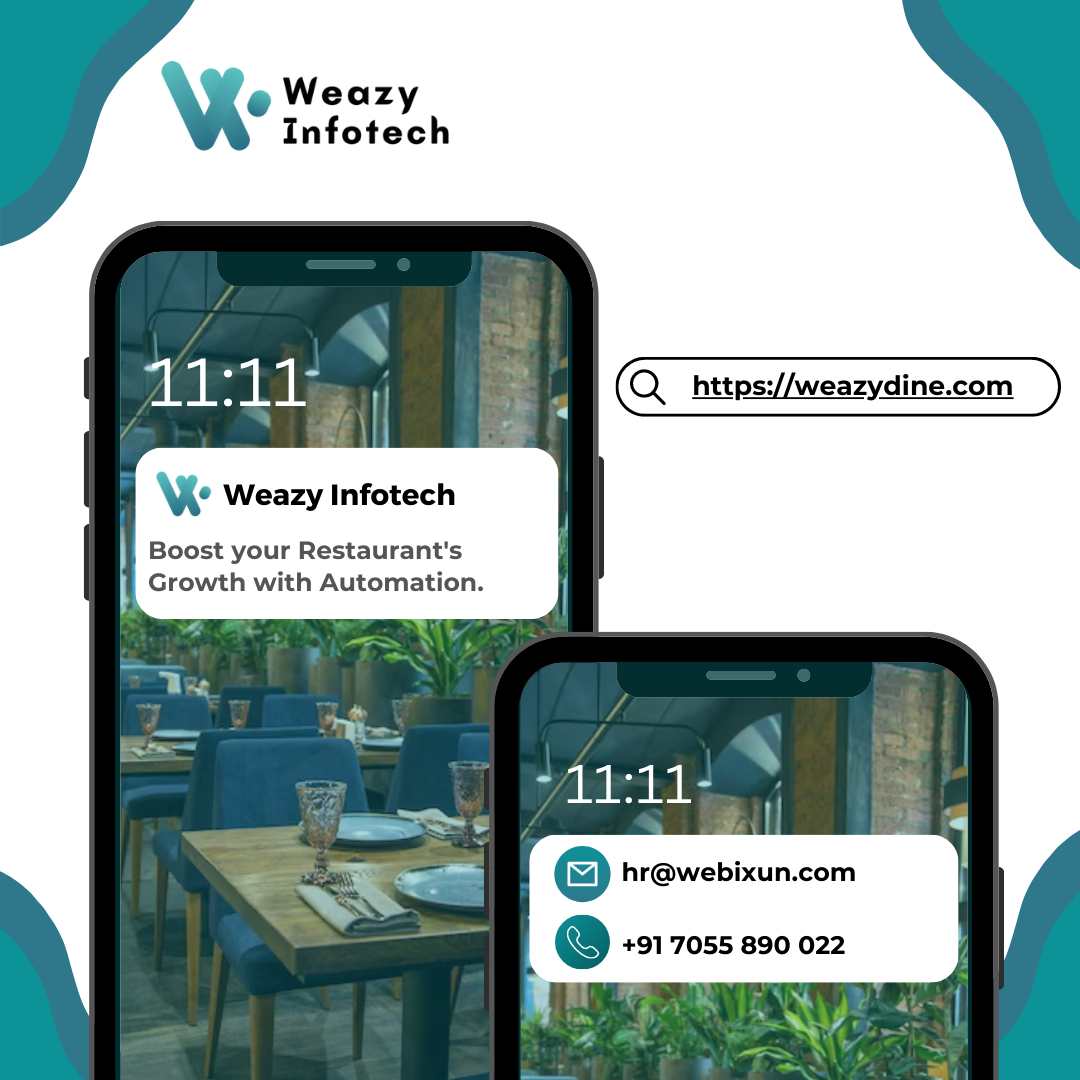 Weazy
Infotech
11:11
https://weazydine.com
Weazy Infotech
Boost your Restaurant's
Growth with Automation.
11:11
hr@webixun.com
+91 7055 890 022